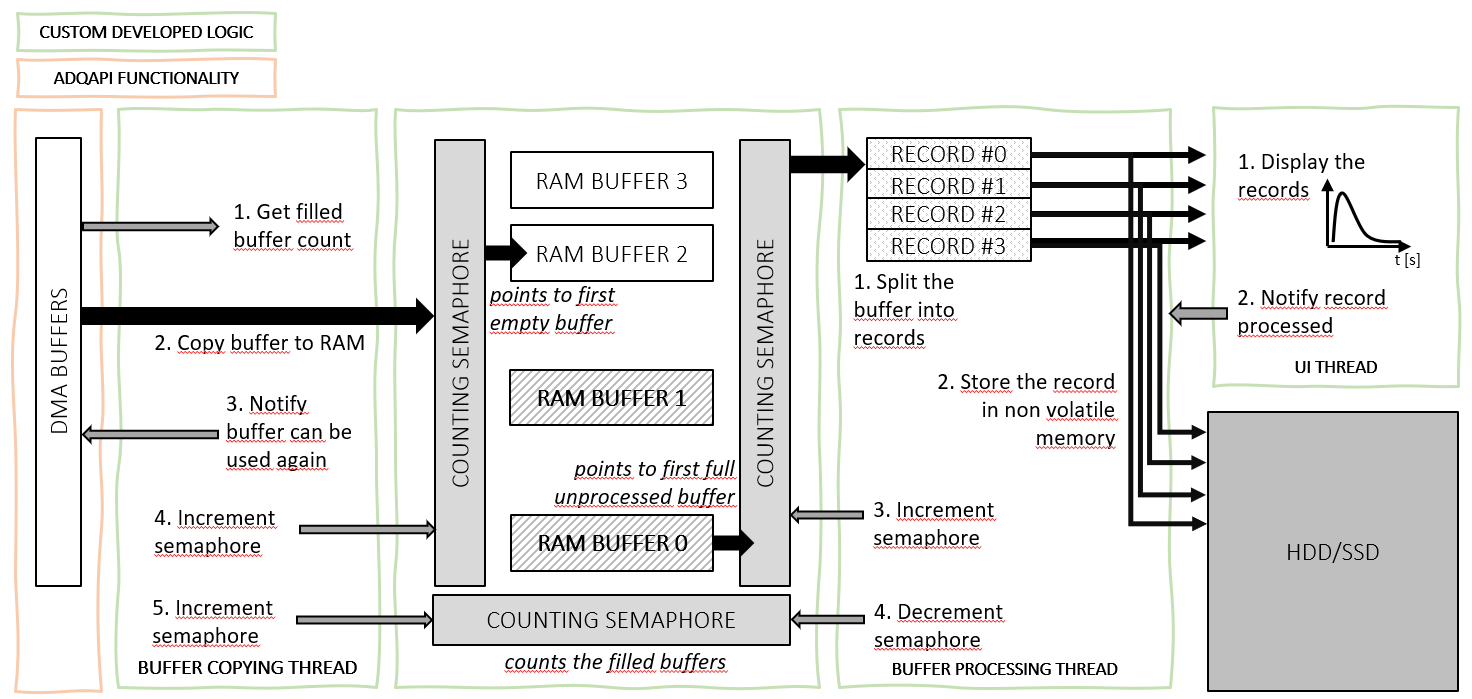 CUSTOM DEVELOPED LOGIC
ADQAPI FUNCTIONALITY
DMA BUFFERS
1. Get filled
buffer count
2. Copy buffer to RAM
3. Notify
buffer can be
used again
4. Increment
semaphore
5. Increment
semaphore
BUFFER COPYING THREAD
COUNTING SEMAPHORE
RAM BUFFER 3
RAM BUFFER 2
points to first
empty buffer
RAM BUFFER 1
points to first full
unprocessed buffer
RAM BUFFER 0
COUNTING SEMAPHORE
COUNTING SEMAPHORE
counts the filled buffers
RECORD #0
RECORD #1
RECORD #2
RECORD #3
1. Split the
buffer into
records
2. Store the record
in non volatile
memory
3. Increment
semaphore
4. Decrement
semaphore
BUFFER PROCESSING THREAD
1. Display the
records
t [s]
2. Notify record
processed
UI THREAD
HDD/SSD